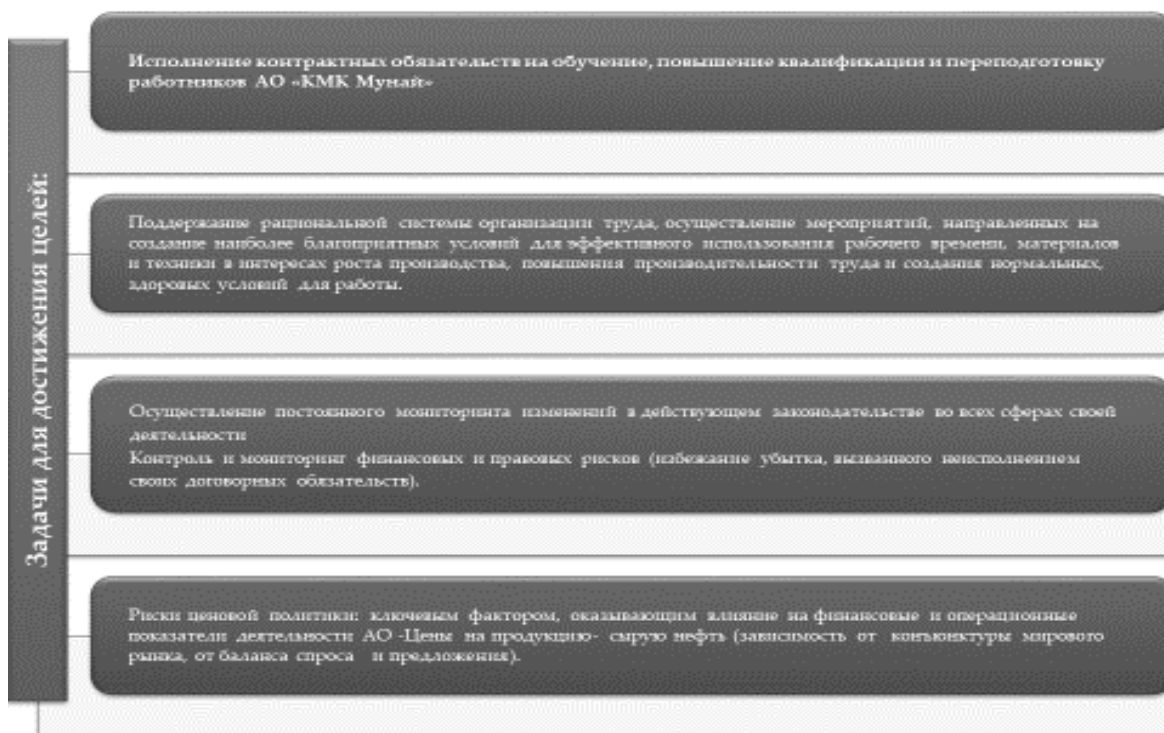 Задачи для достижения целей:
Исполнение контрактных обязательств на обучение, повышение квалификации и переподготовку
работников АО «КМК Мунай»
Поддержание рациональной системы организации труда, осуществление мероприятий, направленных на
создание наиболее благоприятных условий для эффективного использования рабочего времени, материалов
и техники в интересах роста производства, повышения производительности труда и создания нормальных,
здоровых условий для работы.
Осуществление постоянного мониторинга изменений в действующем законодательстве во всех сферах своей
деятельности
Контроль и мониторинг финансовых и правовых рисков (избежание убытка, вызванного неисполнением
своих договорных обязательств).
Риски ценовой политики: ключевым фактором, оказывающим влияние на финансовые и операционные
показатели деятельности АО -Цены на продукцию- сырую нефть (зависимость от конъюнктуры мирового
рынка, от баланса спроса и предложения).